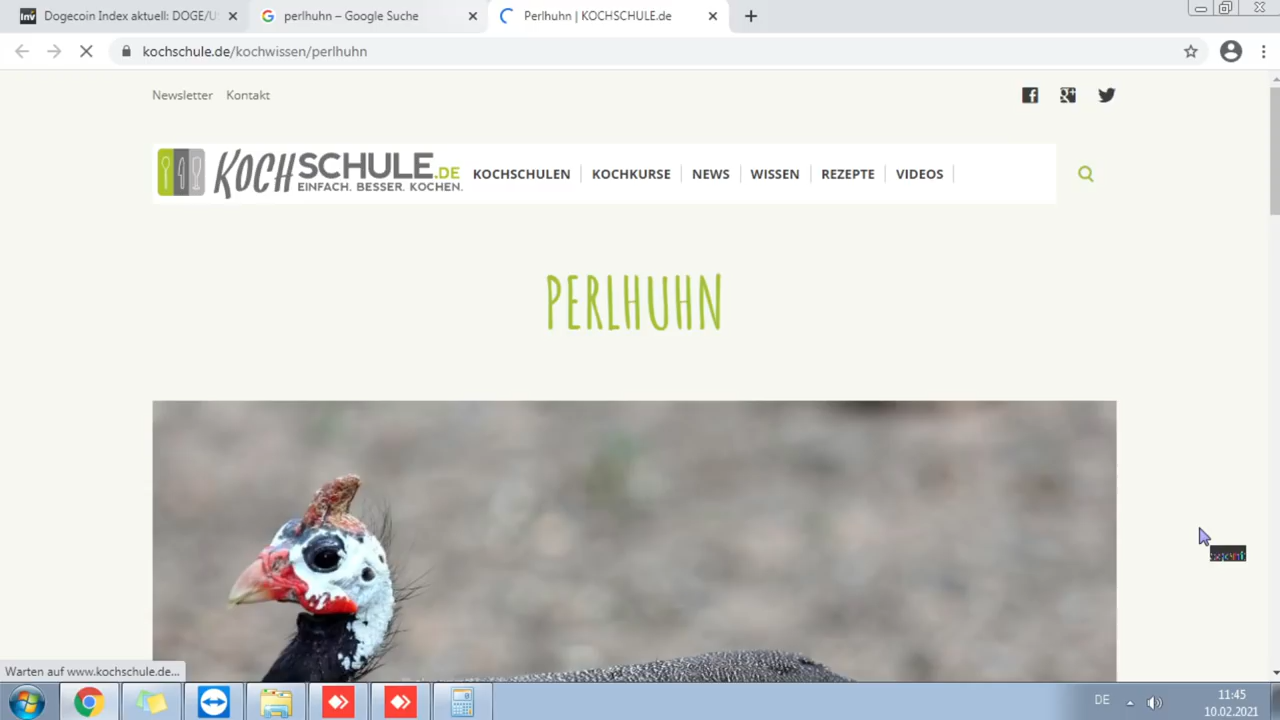 Dogecoin Index aktuell: DOGE/U
perlhuhn – Google Suche
Perlhuhn | KOCHSCHULE.de
kochschule.de/kochwissen/perlhuhn
Newsletter Kontakt
KOCHSCHULE.DE
EINFACH. BESSER. KOCHEN.
KOCHSCHULEN KOCHKURSE NEWS WISSEN REZEPTE VIDEOS
PERLHUHN
agent
Warten auf www.kochschule.de...
DE
11:45
10.02.2021